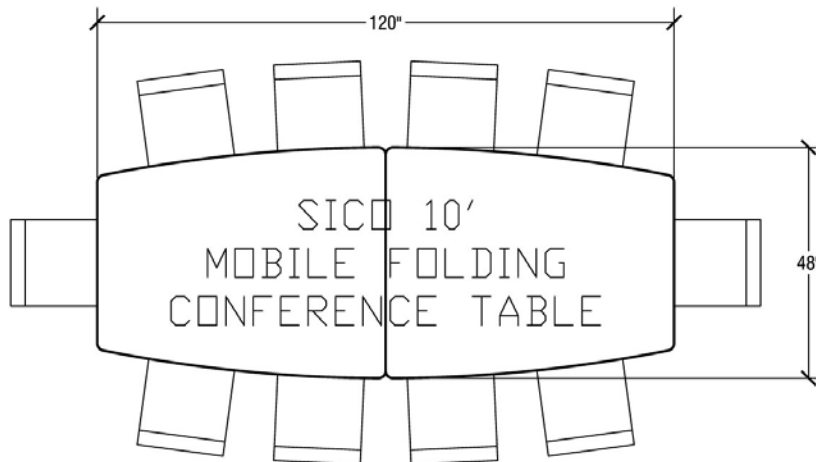 120"
SICO 10'
MOBILE FOLDING
CONFERENCE TABLE
48"